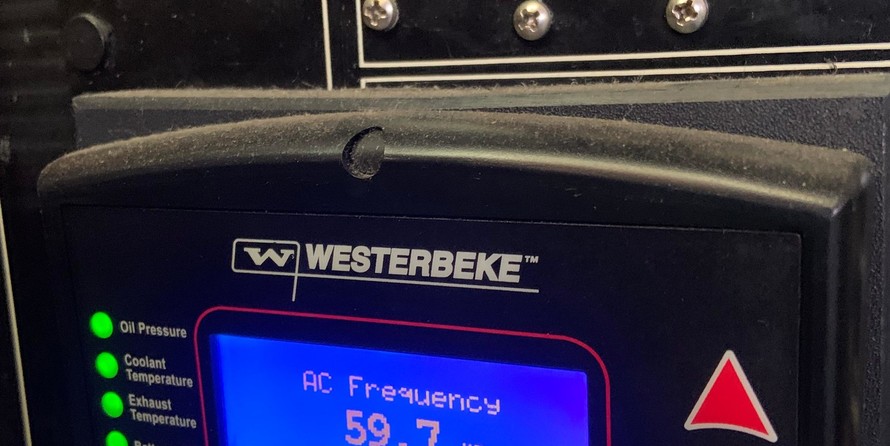 W WESTERBEKE™
Oil Pressure
Coolant
Temperature
Exhaust
Temperature
AC Frequency
59.7